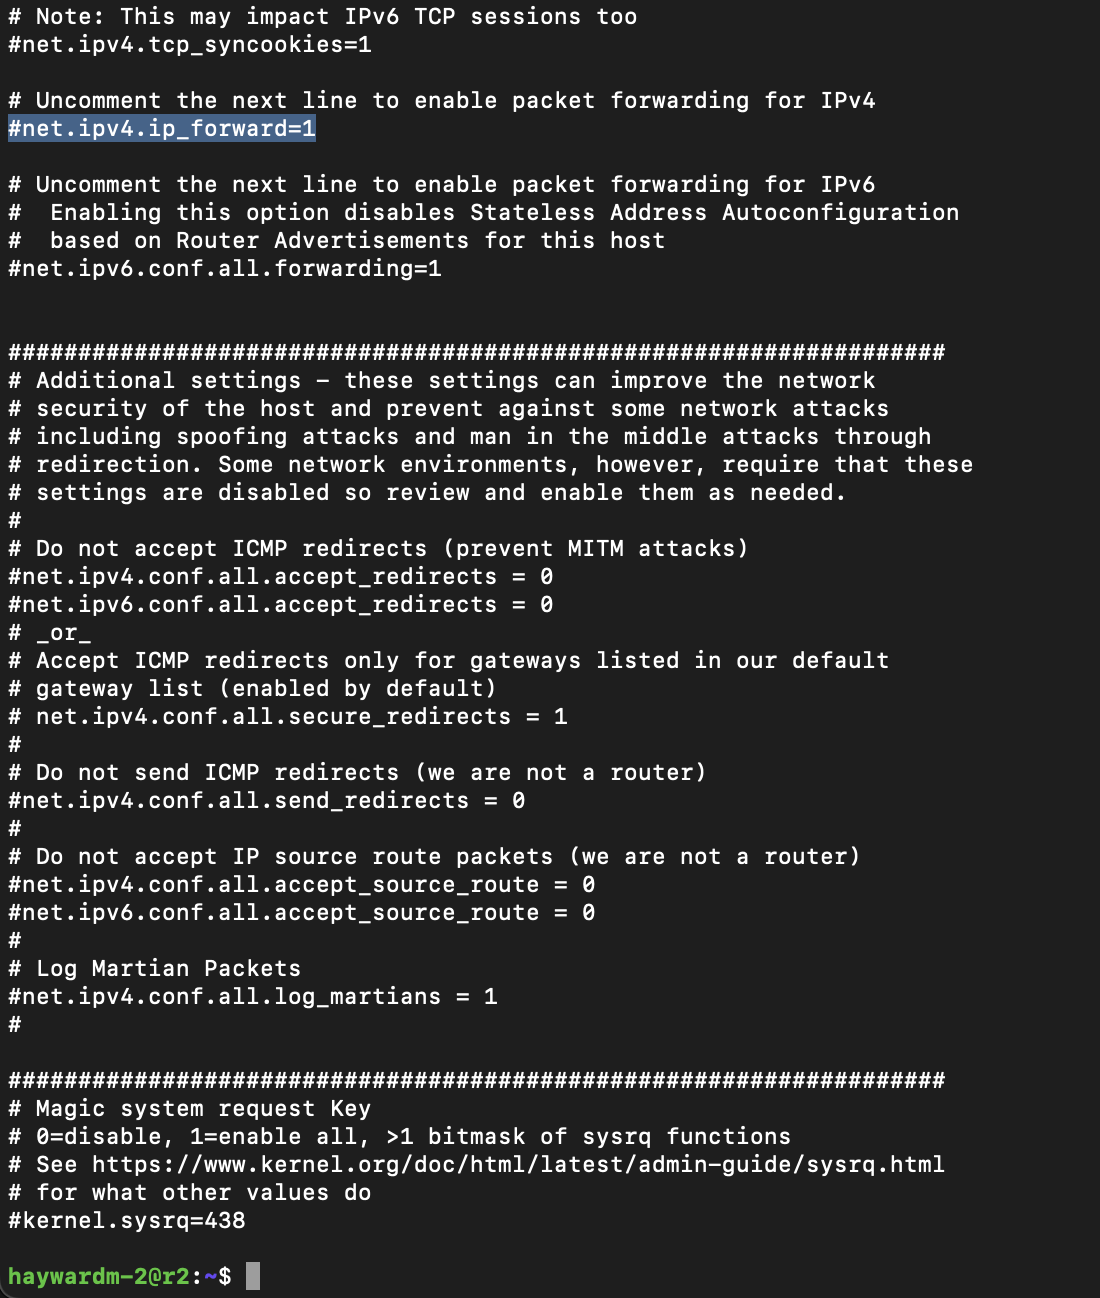 # Note: This may impact IPv6 TCP sessions too
#net.ipv4.tcp_syncookies=1
# Uncomment the next line to enable packet forwarding for IPv4
#net.ipv4.ip_forward=1
# Uncomment the next line to enable packet forwarding for IPv6
#  Enabling this option disables Stateless Address Autoconfiguration
#  based on Router Advertisements for this host
#net.ipv6.conf.all.forwarding=1
###################################################################
# Additional settings – these settings can improve the network
# security of the host and prevent against some network attacks
# including spoofing attacks and man in the middle attacks through
# redirection. Some network environments, however, require that these
# settings are disabled so review and enable them as needed.
#
# Do not accept ICMP redirects (prevent MITM attacks)
#net.ipv4.conf.all.accept_redirects = 0
#net.ipv6.conf.all.accept_redirects = 0
# _or_
# Accept ICMP redirects only for gateways listed in our default
# gateway list (enabled by default)
# net.ipv4.conf.all.secure_redirects = 1
#
# Do not send ICMP redirects (we are not a router)
#net.ipv4.conf.all.send_redirects = 0
#
# Do not accept IP source route packets (we are not a router)
#net.ipv4.conf.all.accept_source_route = 0
#net.ipv6.conf.all.accept_source_route = 0
#
# Log Martian Packets
#net.ipv4.conf.all.log_martians = 1
#
###################################################################
# Magic system request Key
# 0=disable, 1=enable all, >1 bitmask of sysrq functions
# See https://www.kernel.org/doc/html/latest/admin-guide/sysrq.html
# for what other values do
#kernel.sysrq=438
haywardm-2@r2:~$